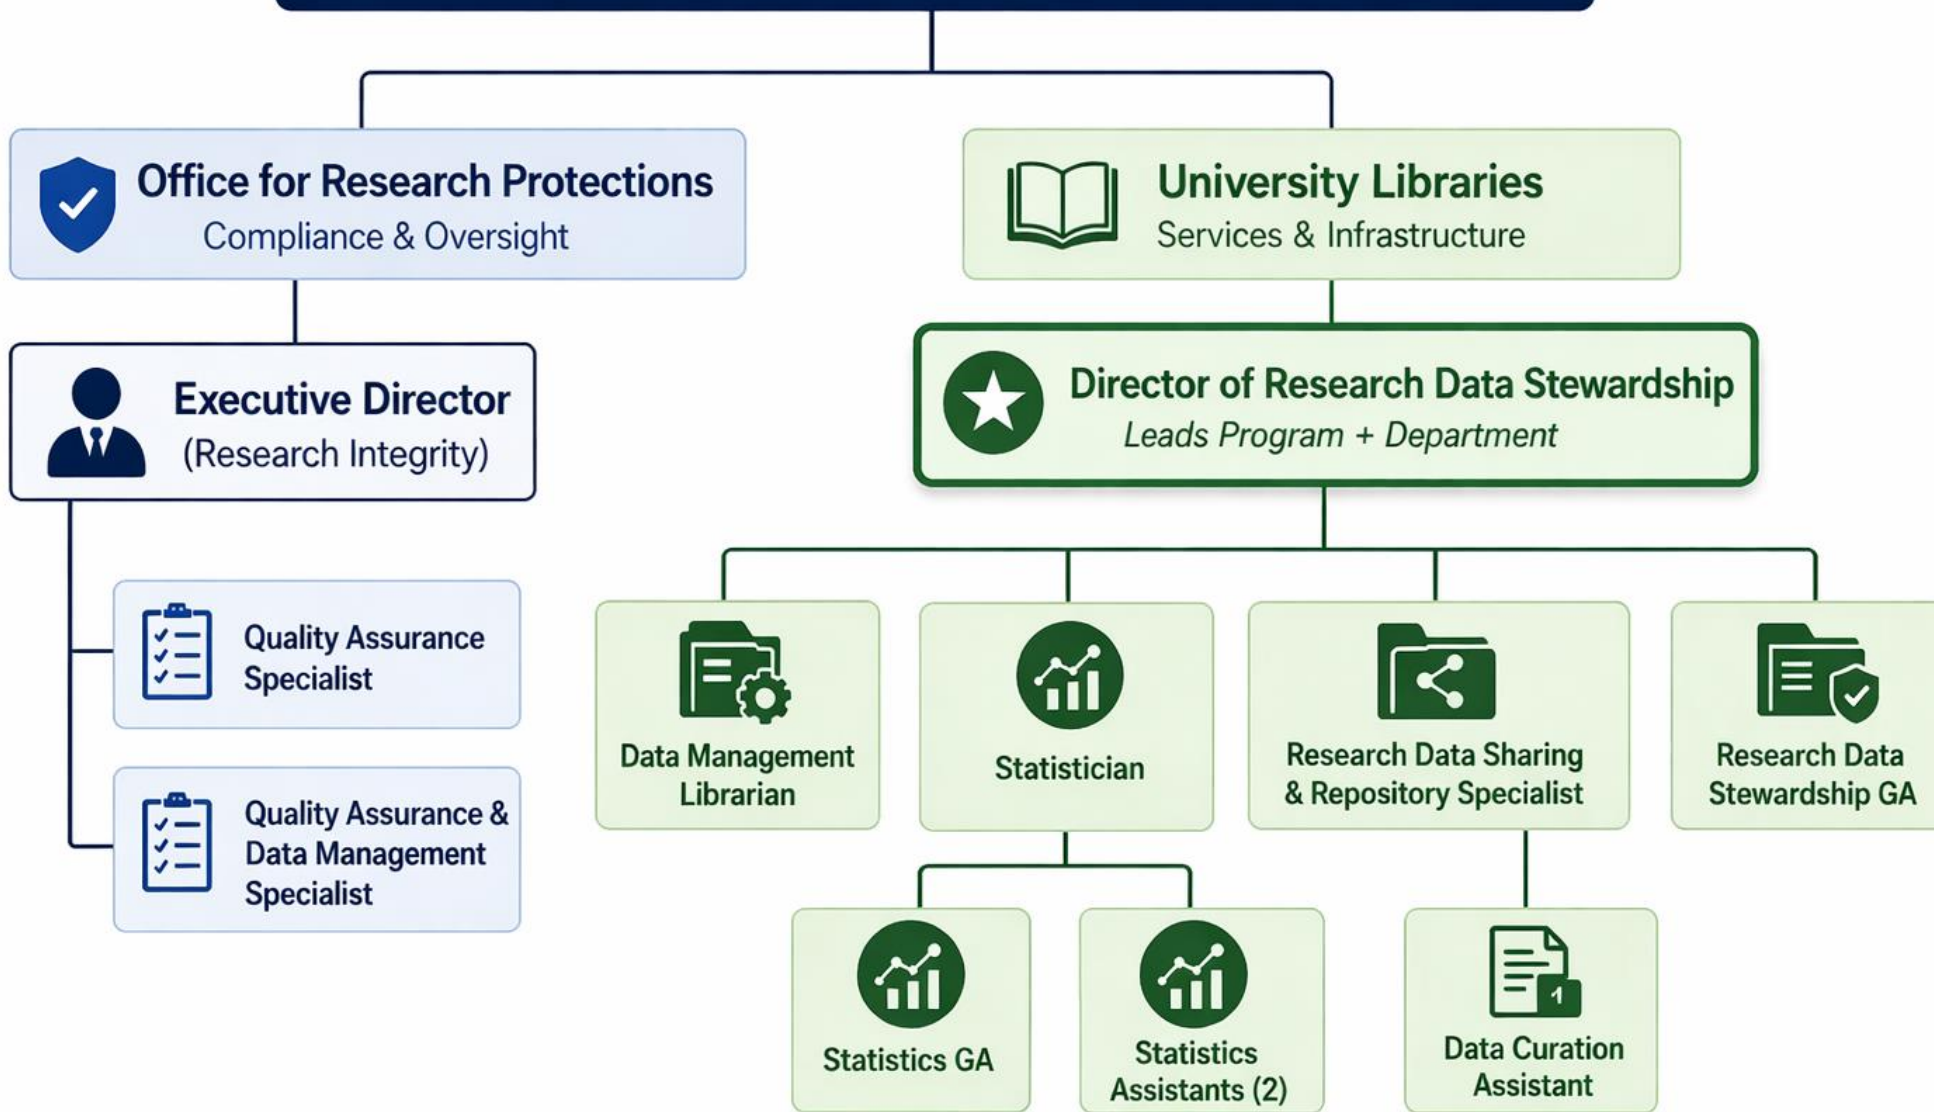 Office for Research Protections
Compliance & Oversight
University Libraries
Services & Infrastructure
Executive Director
(Research Integrity)
Director of Research Data Stewardship
Leads Program + Department
Quality Assurance
Specialist
Quality Assurance &
Data Management
Specialist
Data Management
Librarian
Statistician
Research Data Sharing
& Repository Specialist
Research Data
Stewardship GA
Statistics GA
Statistics
Assistants (2)
1
Data Curation
Assistant